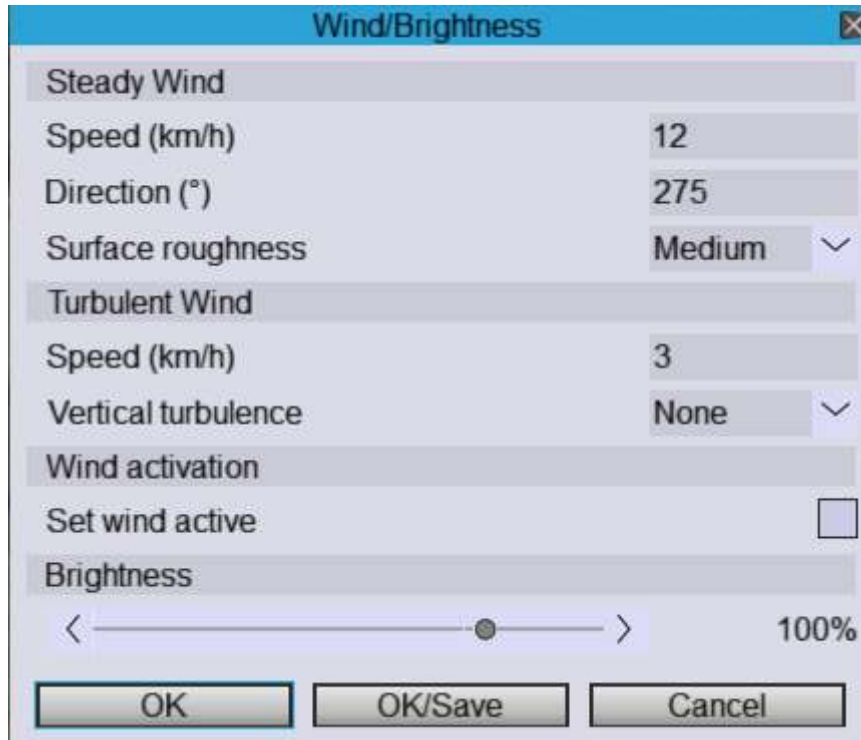 Wind/Brightness
Steady Wind
Speed (km/h) 12
Direction (°) 275
Surface roughness Medium
Turbulent Wind
Speed (km/h) 3
Vertical turbulence None
Wind activation
Set wind active
Brightness
100%
OK OK/Save Cancel